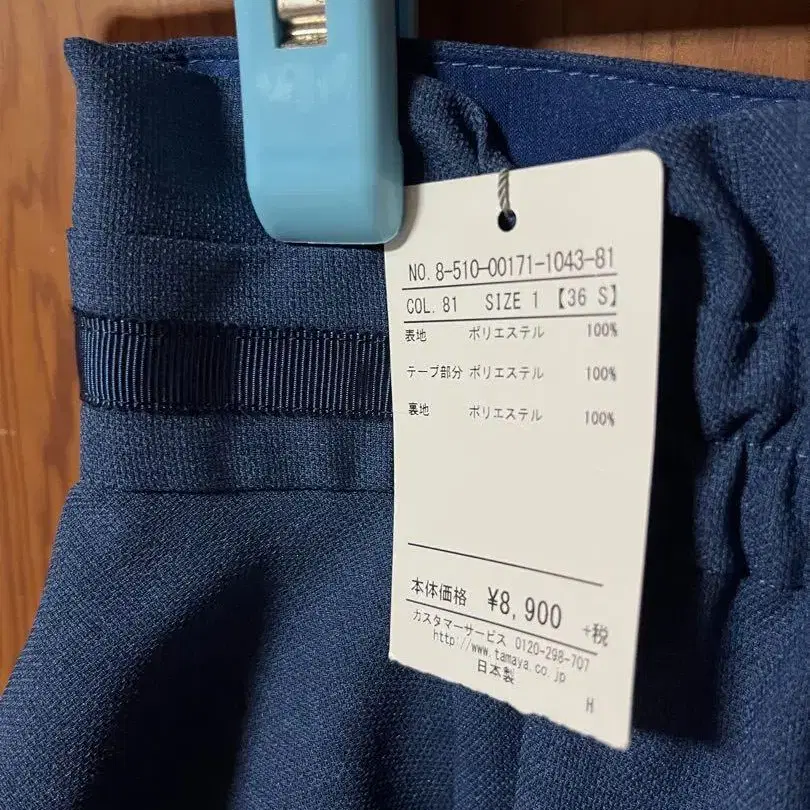 NO. 8-510-00171-1043-81
COL. 81 SIZE 1 【36 S】
表地 ポリエステル 100%
テープ部分 ポリエステル 100%
裏地 ポリエステル 100%
本体価格 ¥8,900 +税
カスタマーサービス 0120-298-707
http://www.tamaya.co.jp
日本製
H